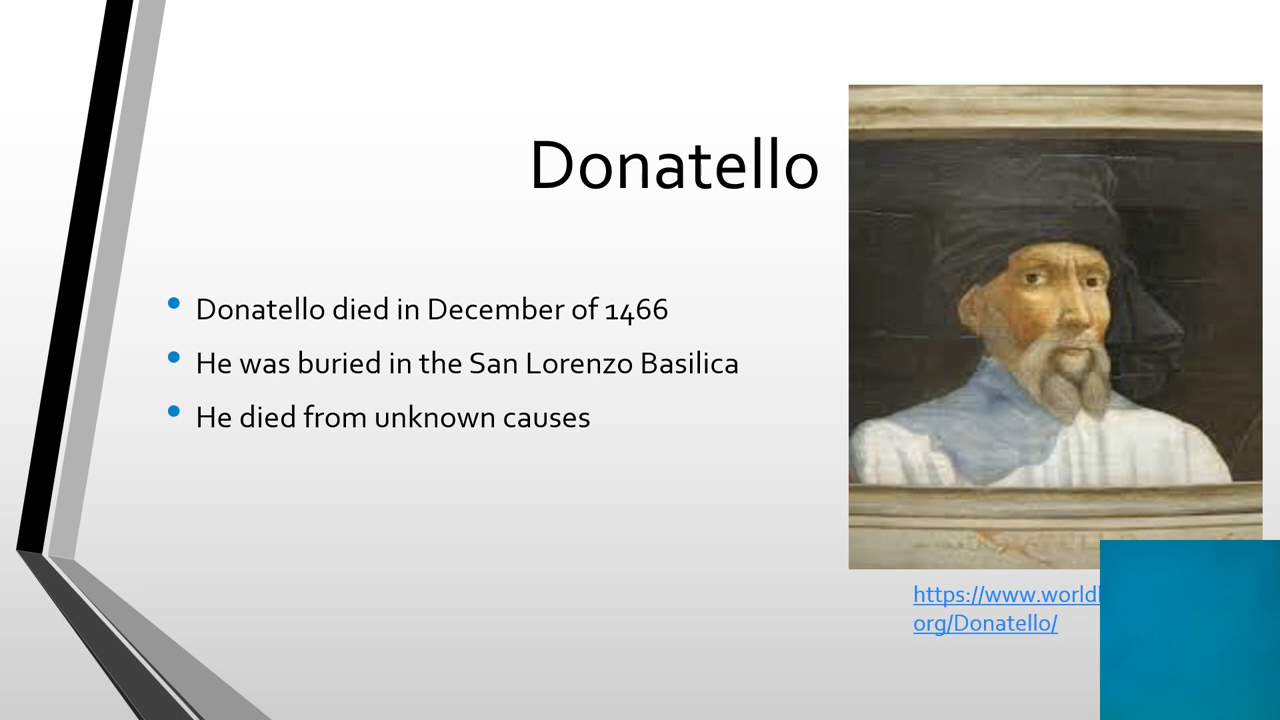 Donatello
Donatello died in December of 1466
He was buried in the San Lorenzo Basilica
He died from unknown causes
https://www.world
org/Donatello/